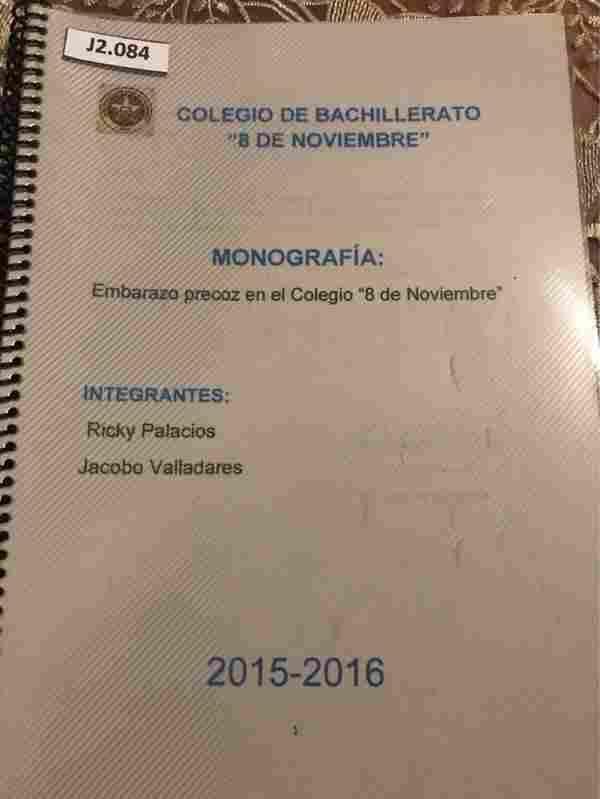 J2.084
COLEGIO DE BACHILLERATO
"8 DE NOVIEMBRE"
MONOGRAFÍA:
Embarazo precoz en el Colegio "8 de Noviembre"
INTEGRANTES:
Ricky Palacios
Jacobo Valladares
2015-2016
1